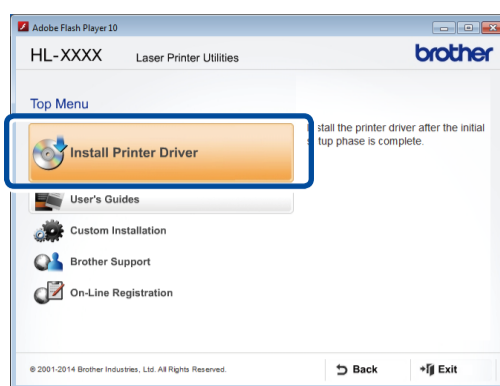 Adobe Flash Player 10
HL-XXXX Laser Printer Utilities brother
Top Menu
Install Printer Driver
stall the printer driver after the initial
tup phase is complete.
User's Guides
Custom Installation
Brother Support
On-Line Registration
© 2001-2014 Brother Industries, Ltd. All Rights Reserved. Back Exit